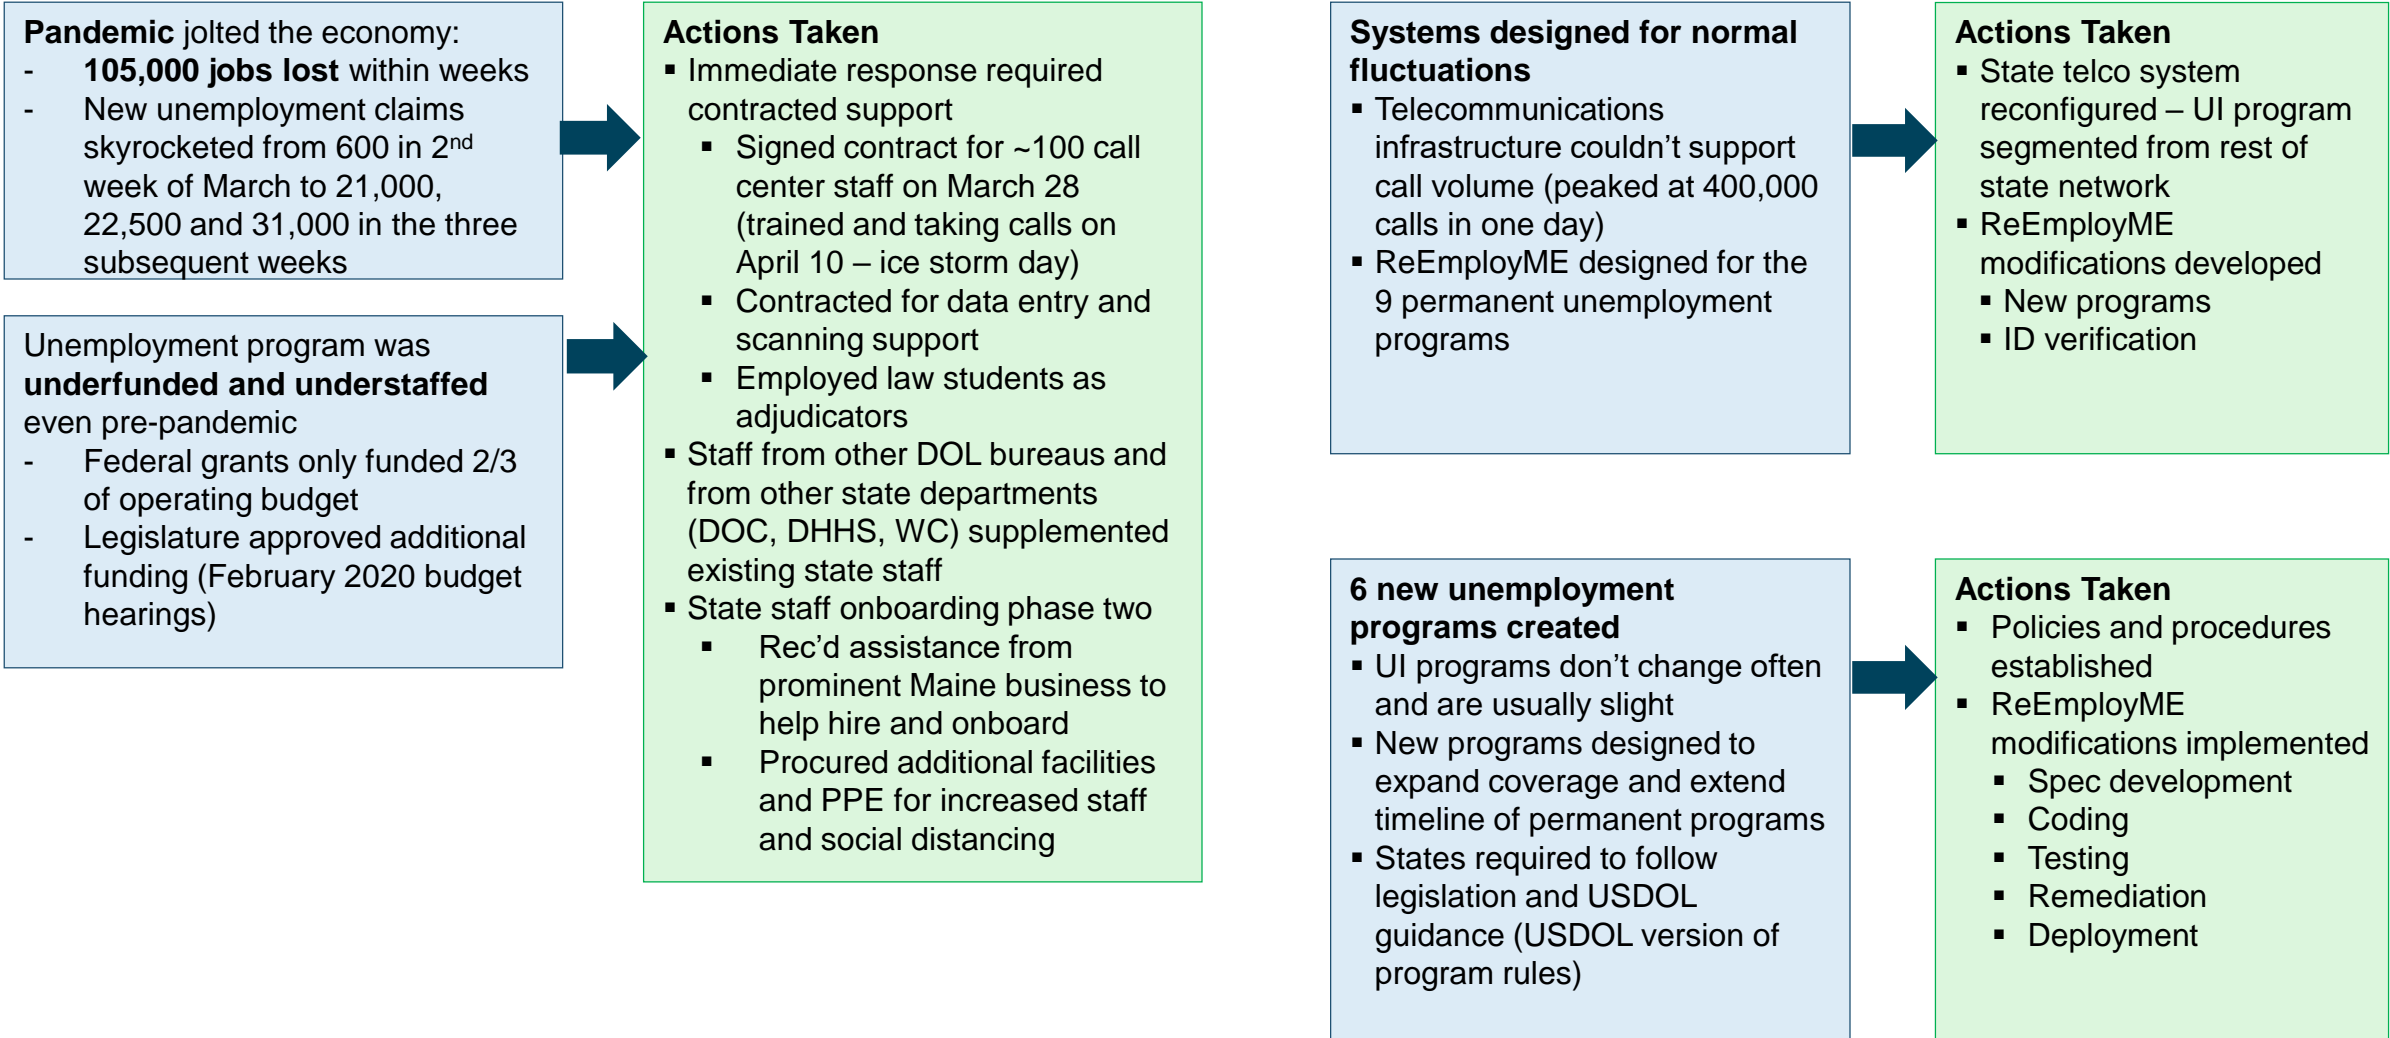 Pandemic jolted the economy:
- 105,000 jobs lost within weeks
- New unemployment claims
skyrocketed from 600 in 2nd
week of March to 21,000,
22,500 and 31,000 in the three
subsequent weeks
Unemployment program was
underfunded and understaffed
even pre-pandemic
- Federal grants only funded 2/3
of operating budget
- Legislature approved additional
funding (February 2020 budget
hearings)
Actions Taken
▪ Immediate response required
contracted support
▪ Signed contract for ~100 call
center staff on March 28
(trained and taking calls on
April 10 – ice storm day)
▪ Contracted for data entry and
scanning support
▪ Employed law students as
adjudicators
▪ Staff from other DOL bureaus and
from other state departments
(DOC, DHHS, WC) supplemented
existing state staff
▪ State staff onboarding phase two
▪ Rec’d assistance from
prominent Maine business to
help hire and onboard
▪ Procured additional facilities
and PPE for increased staff
and social distancing
Systems designed for normal
fluctuations
▪ Telecommunications
infrastructure couldn’t support
call volume (peaked at 400,000
calls in one day)
▪ ReEmployME designed for the
9 permanent unemployment
programs
Actions Taken
▪ State telco system
reconfigured – UI program
segmented from rest of
state network
▪ ReEmployME
modifications developed
▪ New programs
▪ ID verification
6 new unemployment
programs created
▪ UI programs don’t change often
and are usually slight
▪ New programs designed to
expand coverage and extend
timeline of permanent programs
▪ States required to follow
legislation and USDOL
guidance (USDOL version of
program rules)
Actions Taken
▪ Policies and procedures
established
▪ ReEmployME
modifications implemented
▪ Spec development
▪ Coding
▪ Testing
▪ Remediation
▪ Deployment